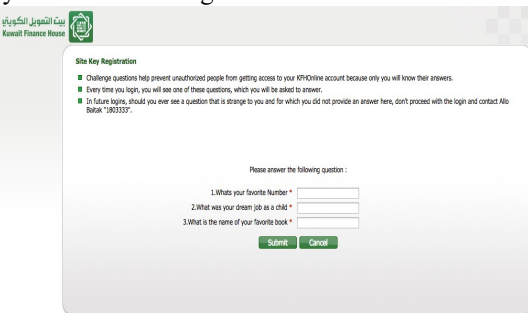 بيت التمويل الكويتي
Kuwait Finance House
Site Key Registration
Challenge questions help prevent unauthorized people from getting access to your KFHOnline account because only you will know their answers.
Every time you login, you will see one of these questions, which you will be asked to answer.
In future logins, should you ever see a question that is strange to you and for which you did not provide an answer here, don't proceed with the login and contact Allo
Baitak "1803333".
Please answer the following question :
1.Whats your favorite Number *
2.What was your dream job as a child *
3.What is the name of your favorite book *
Submit Cancel